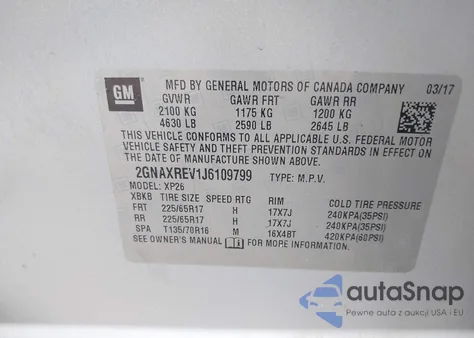 GM
MFD BY GENERAL MOTORS OF CANADA COMPANY 03/17
GVWR GAWR FRT GAWR RR
2100 KG 1175 KG 1200 KG
4630 LB 2590 LB 2645 LB
THIS VEHICLE CONFORMS TO ALL APPLICABLE U.S. FEDERAL MOTOR
VEHICLE SAFETY, BUMPER, AND THEFT PREVENTION
STANDARDS IN EFFECT ON THE DATE OF MANUFACTURE SHOWN ABOVE.
2GNAXREV1J6109799 TYPE: M.P.V.
MODEL: XP26
XBKB TIRE SIZE SPEED RTG RIM COLD TIRE PRESSURE
FRT 225/65R17 H 17X7J 240KPA(35PSI)
RR 225/65R17 H 17X7J 240KPA(35PSI)
SPA T135/70R16 M 16X4BT 420KPA(60PSI)
SEE OWNER'S MANUAL FOR MORE INFORMATION.
autoSnap
Pewne auta z aukcji USA i EU